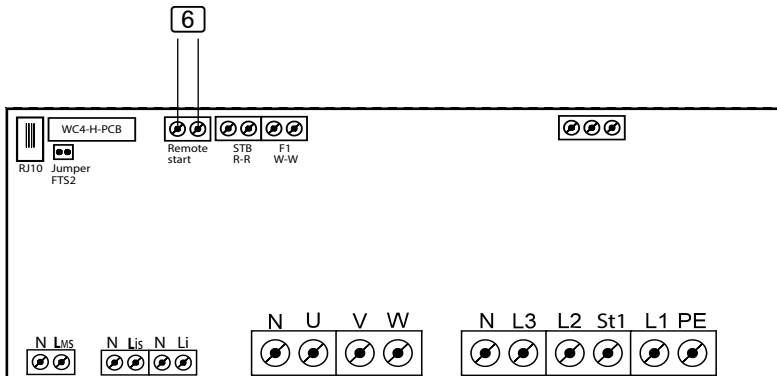 6
WC4-H-PCB
RJ10
Jumper
FTS2
Remote
start
STB
R-R
F1
W-W
N LMS
N Lis N Li
N U V W
N L3 L2 St1 L1 PE